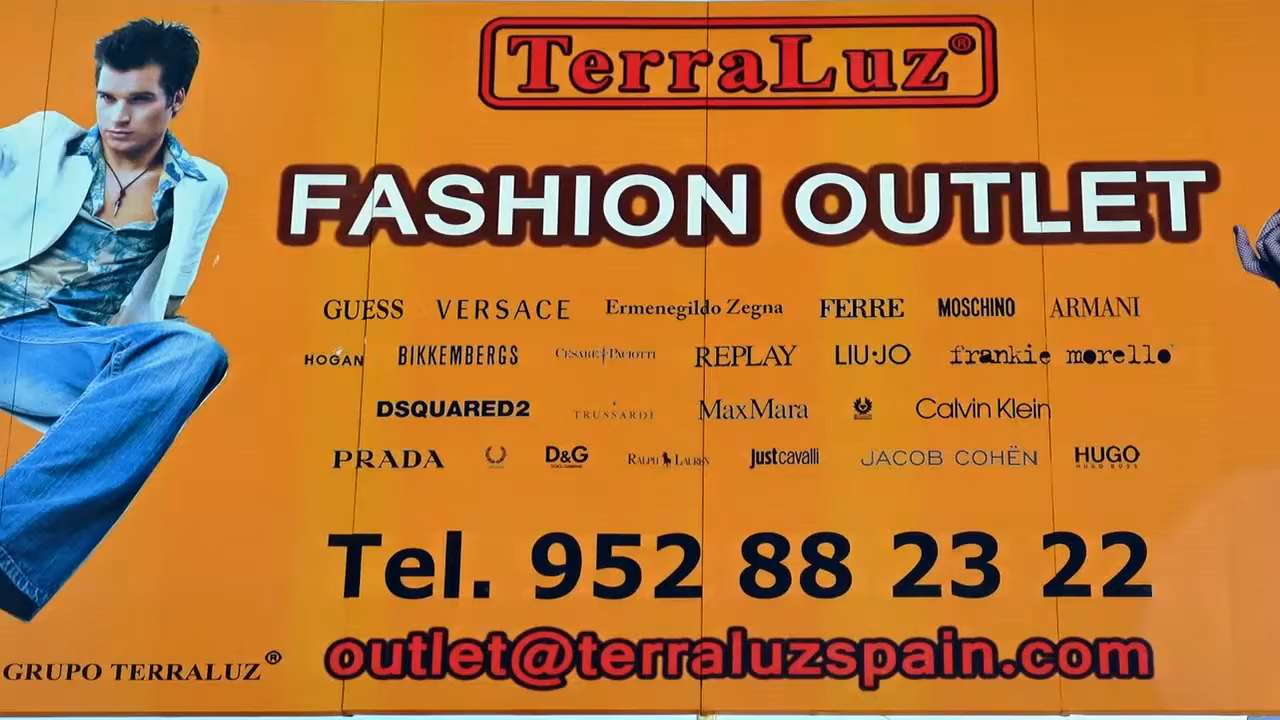 TerraLuz®
FASHION OUTLET
GUESS VERSACE Ermenegildo Zegna FERRE MOSCHINO ARMANI
HOGAN BIKKEMBERGS CESARE PACIOTTI REPLAY LIU·JO frankie morello
DSQUARED2 TRUSSARDI MaxMara Calvin Klein
PRADA D&G RALPH LAUREN justcavalli JACOB COHËN HUGO
HUGO BOSS
Tel. 952 88 23 22
outlet@terraluzspain.com
GRUPO TERRALUZ®